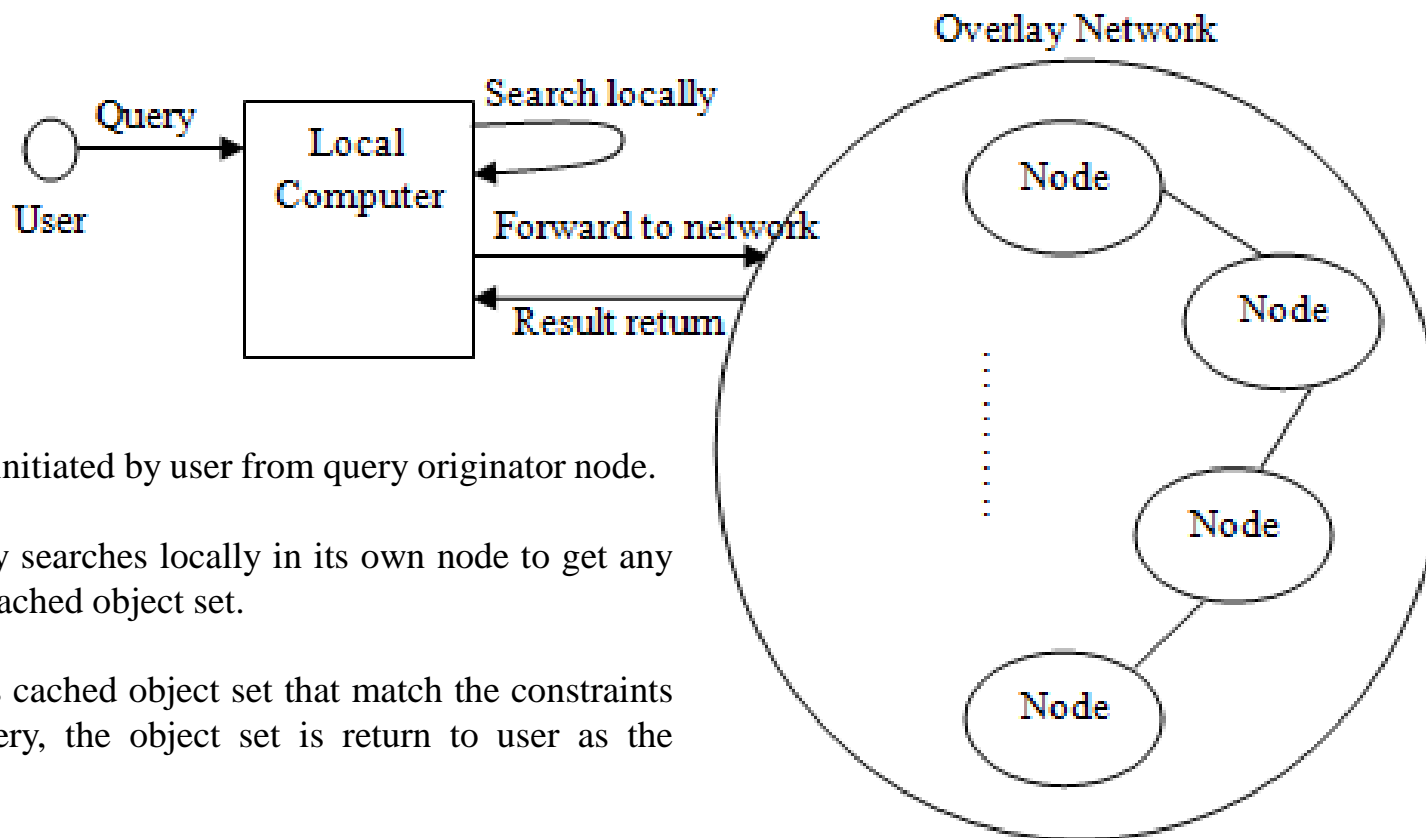 Overlay Network
Query
Search locally
Local
Computer
User
Forward to network
Result return
Node
Node
Node
Node
initiated by user from query originator node.
searches locally in its own node to get any
ached object set.
cached object set that match the constraints
ery, the object set is return to user as the